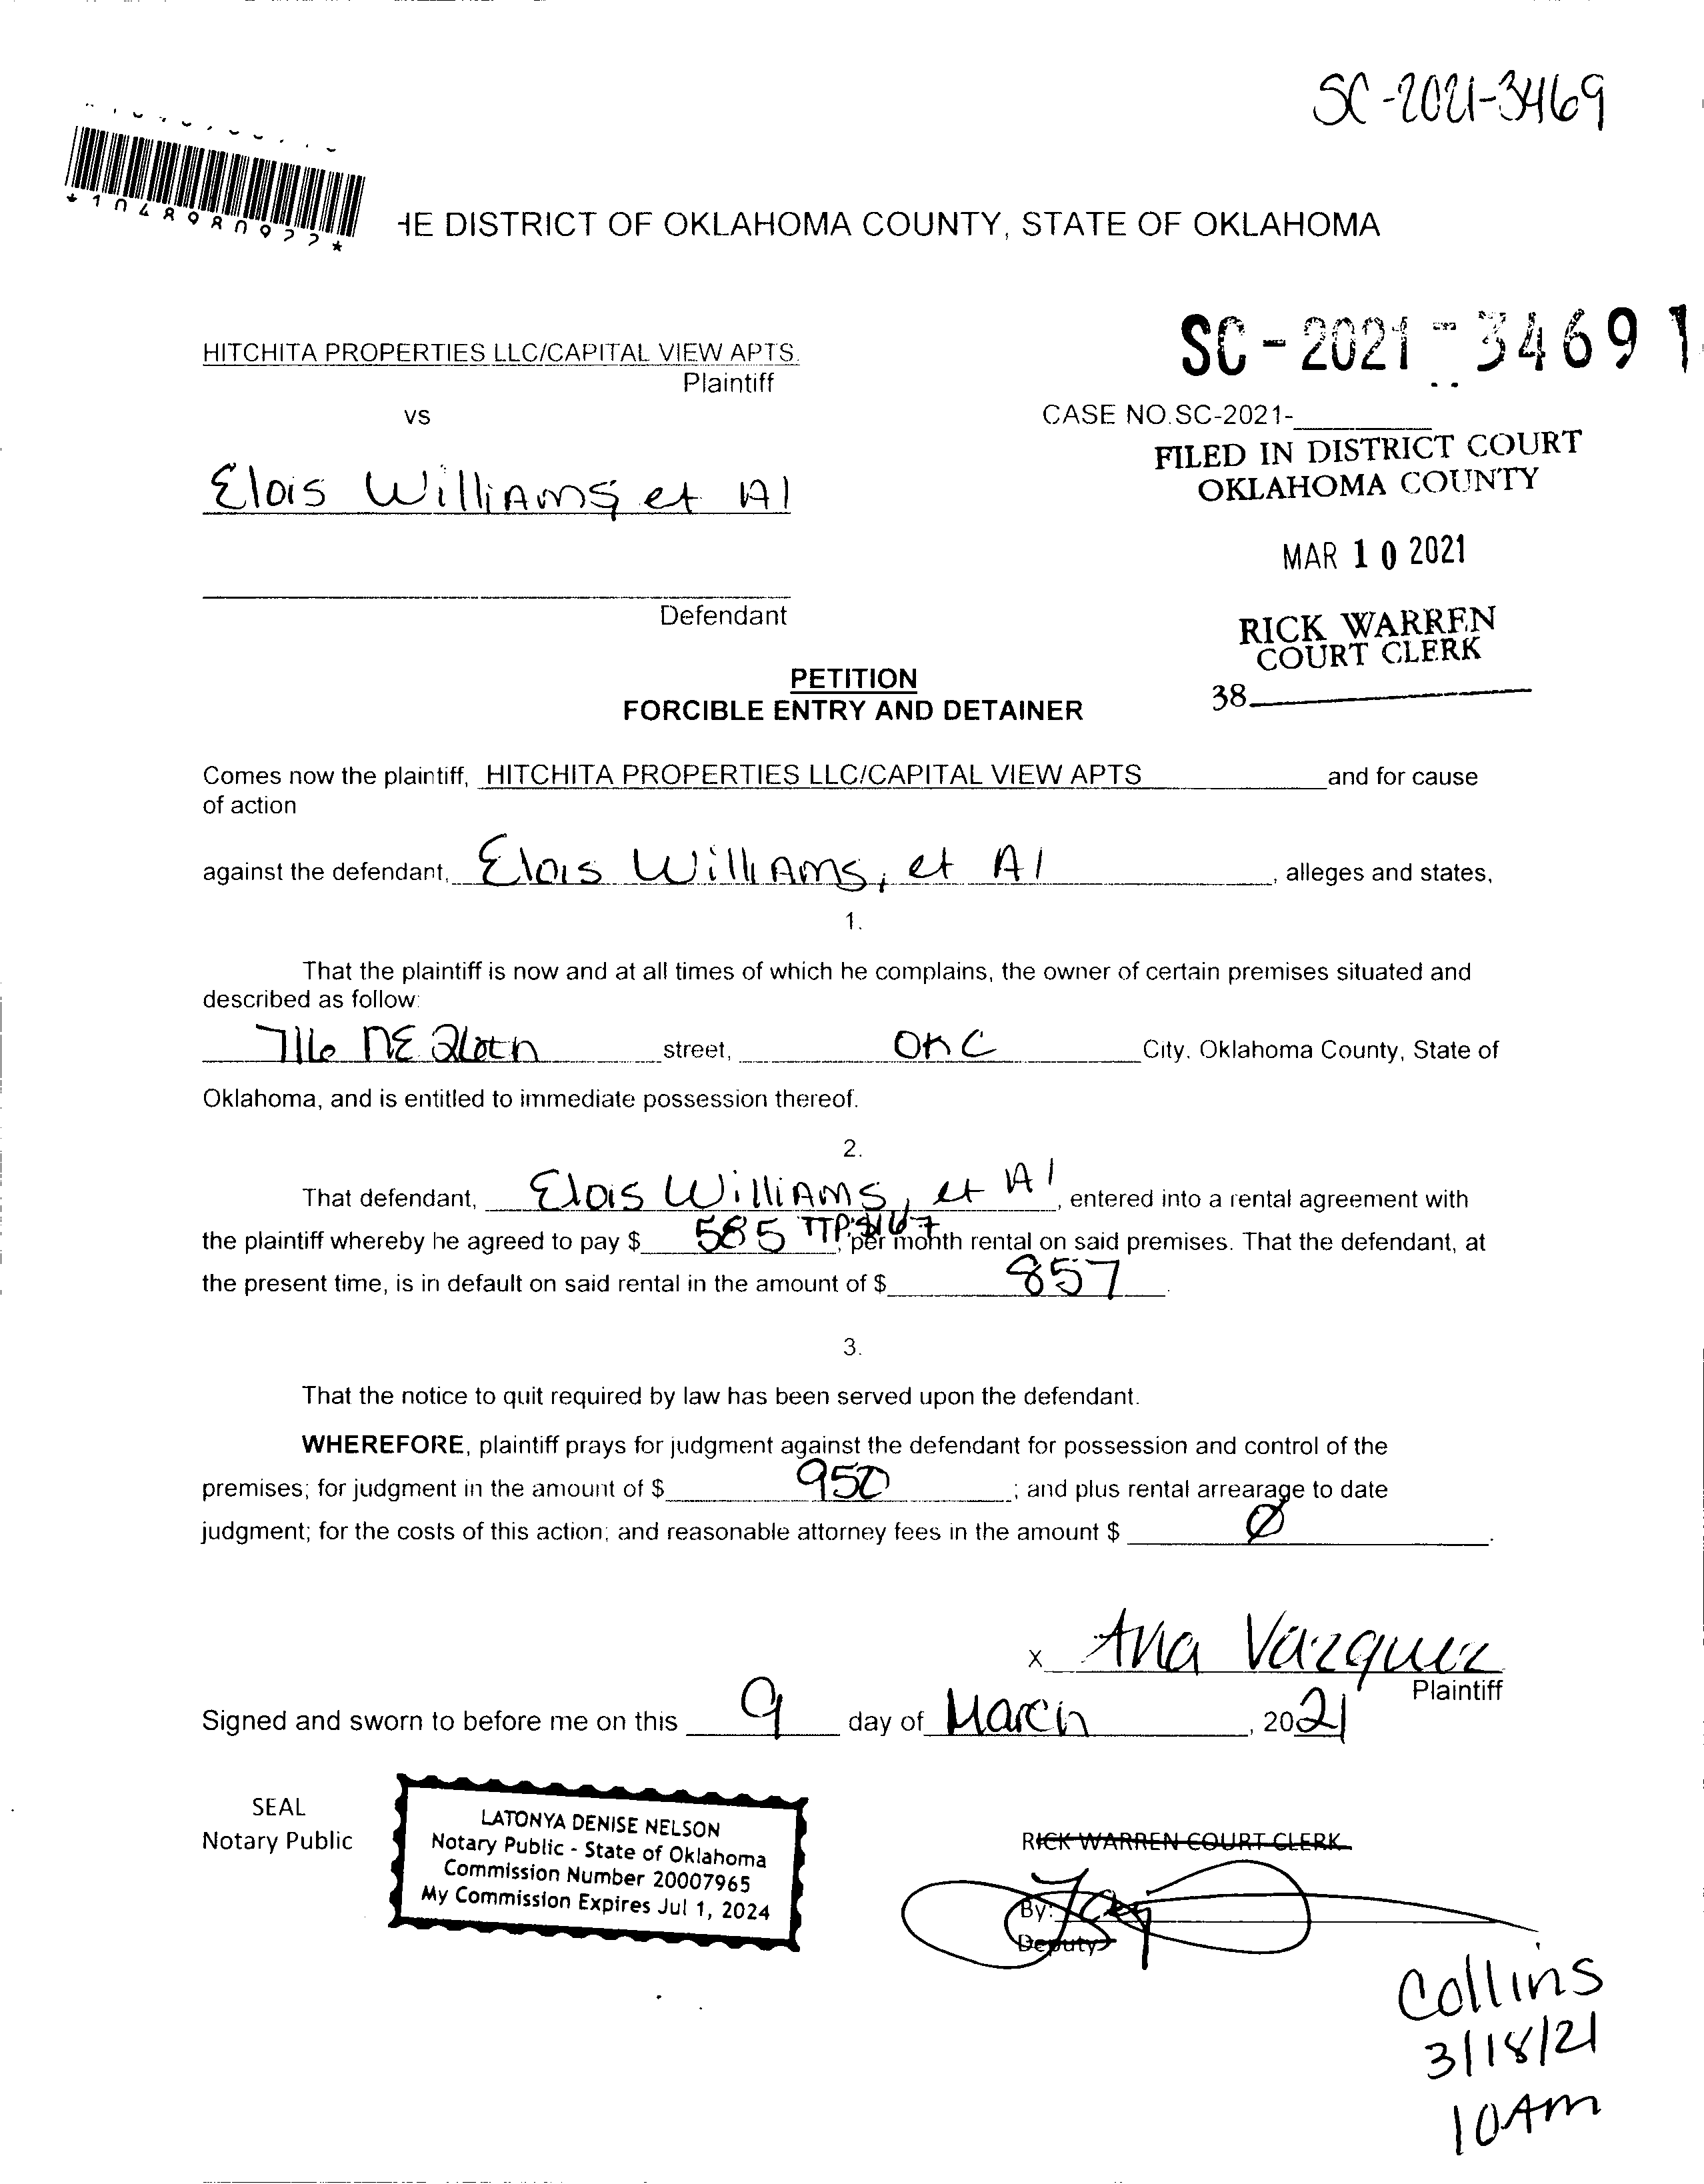 SC-2021-3469
*1048980922*
HE DISTRICT OF OKLAHOMA COUNTY, STATE OF OKLAHOMA
HITCHITA PROPERTIES LLC/CAPITAL VIEW APTS.
Plaintiff
SC-2021-34691
vs
CASE NO.SC-2021-
FILED IN DISTRICT COURT
OKLAHOMA COUNTY
Elois Williams et Al
MAR 10 2021
Defendant
RICK WARREN
COURT CLERK
38
PETITION
FORCIBLE ENTRY AND DETAINER
Comes now the plaintiff, HITCHITA PROPERTIES LLC/CAPITAL VIEW APTS and for cause
of action
against the defendant, Elois Williams, et Al, alleges and states,
1.
That the plaintiff is now and at all times of which he complains, the owner of certain premises situated and
described as follow:
716 NE 26th street, OKC City, Oklahoma County, State of
Oklahoma, and is entitled to immediate possession thereof.
2.
That defendant, Elois Williams, et Al, entered into a rental agreement with
the plaintiff whereby he agreed to pay $ 585 TTP:$167, per month rental on said premises. That the defendant, at
the present time, is in default on said rental in the amount of $ 857.
3.
That the notice to quit required by law has been served upon the defendant.
WHEREFORE, plaintiff prays for judgment against the defendant for possession and control of the
premises; for judgment in the amount of $ 950; and plus rental arrearage to date
judgment; for the costs of this action; and reasonable attorney fees in the amount $ Ø.
x Ana Vazquez
Plaintiff
Signed and sworn to before me on this 9 day of March, 2021
SEAL
Notary Public
LATONYA DENISE NELSON
Notary Public - State of Oklahoma
Commission Number 20007965
My Commission Expires Jul 1, 2024
RICK WARREN COURT CLERK
By:
Deputy
Collins
3/18/21
10Am